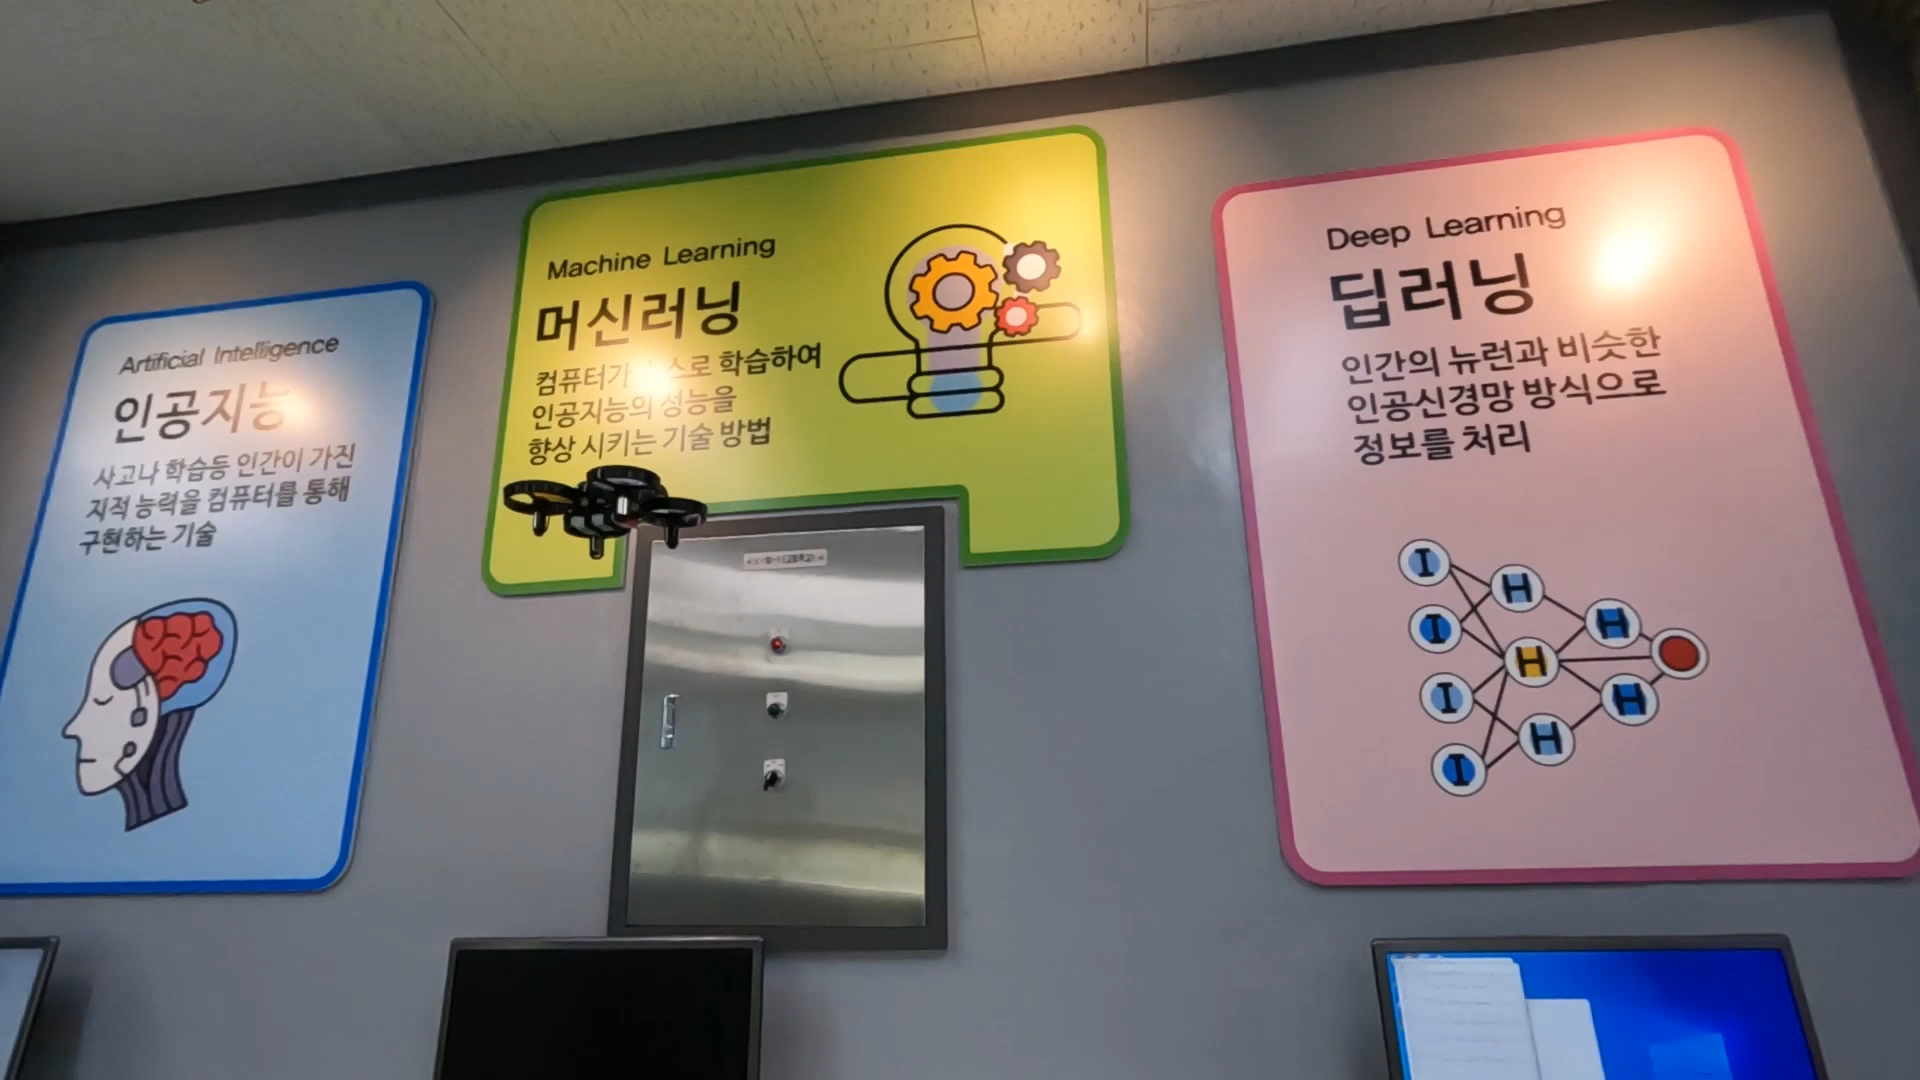 Artificial Intelligence
인공지능
사고나 학습등 인간이 가진
지적 능력을 컴퓨터를 통해
구현하는 기술
Machine Learning
머신러닝
컴퓨터가 스로 학습하여
인공지능의 성능을
향상 시키는 기술 방법
Deep Learning
딥러닝
인간의 뉴런과 비슷한
인공신경망 방식으로
정보를 처리
I
H
I
H
H
I
H
H
I